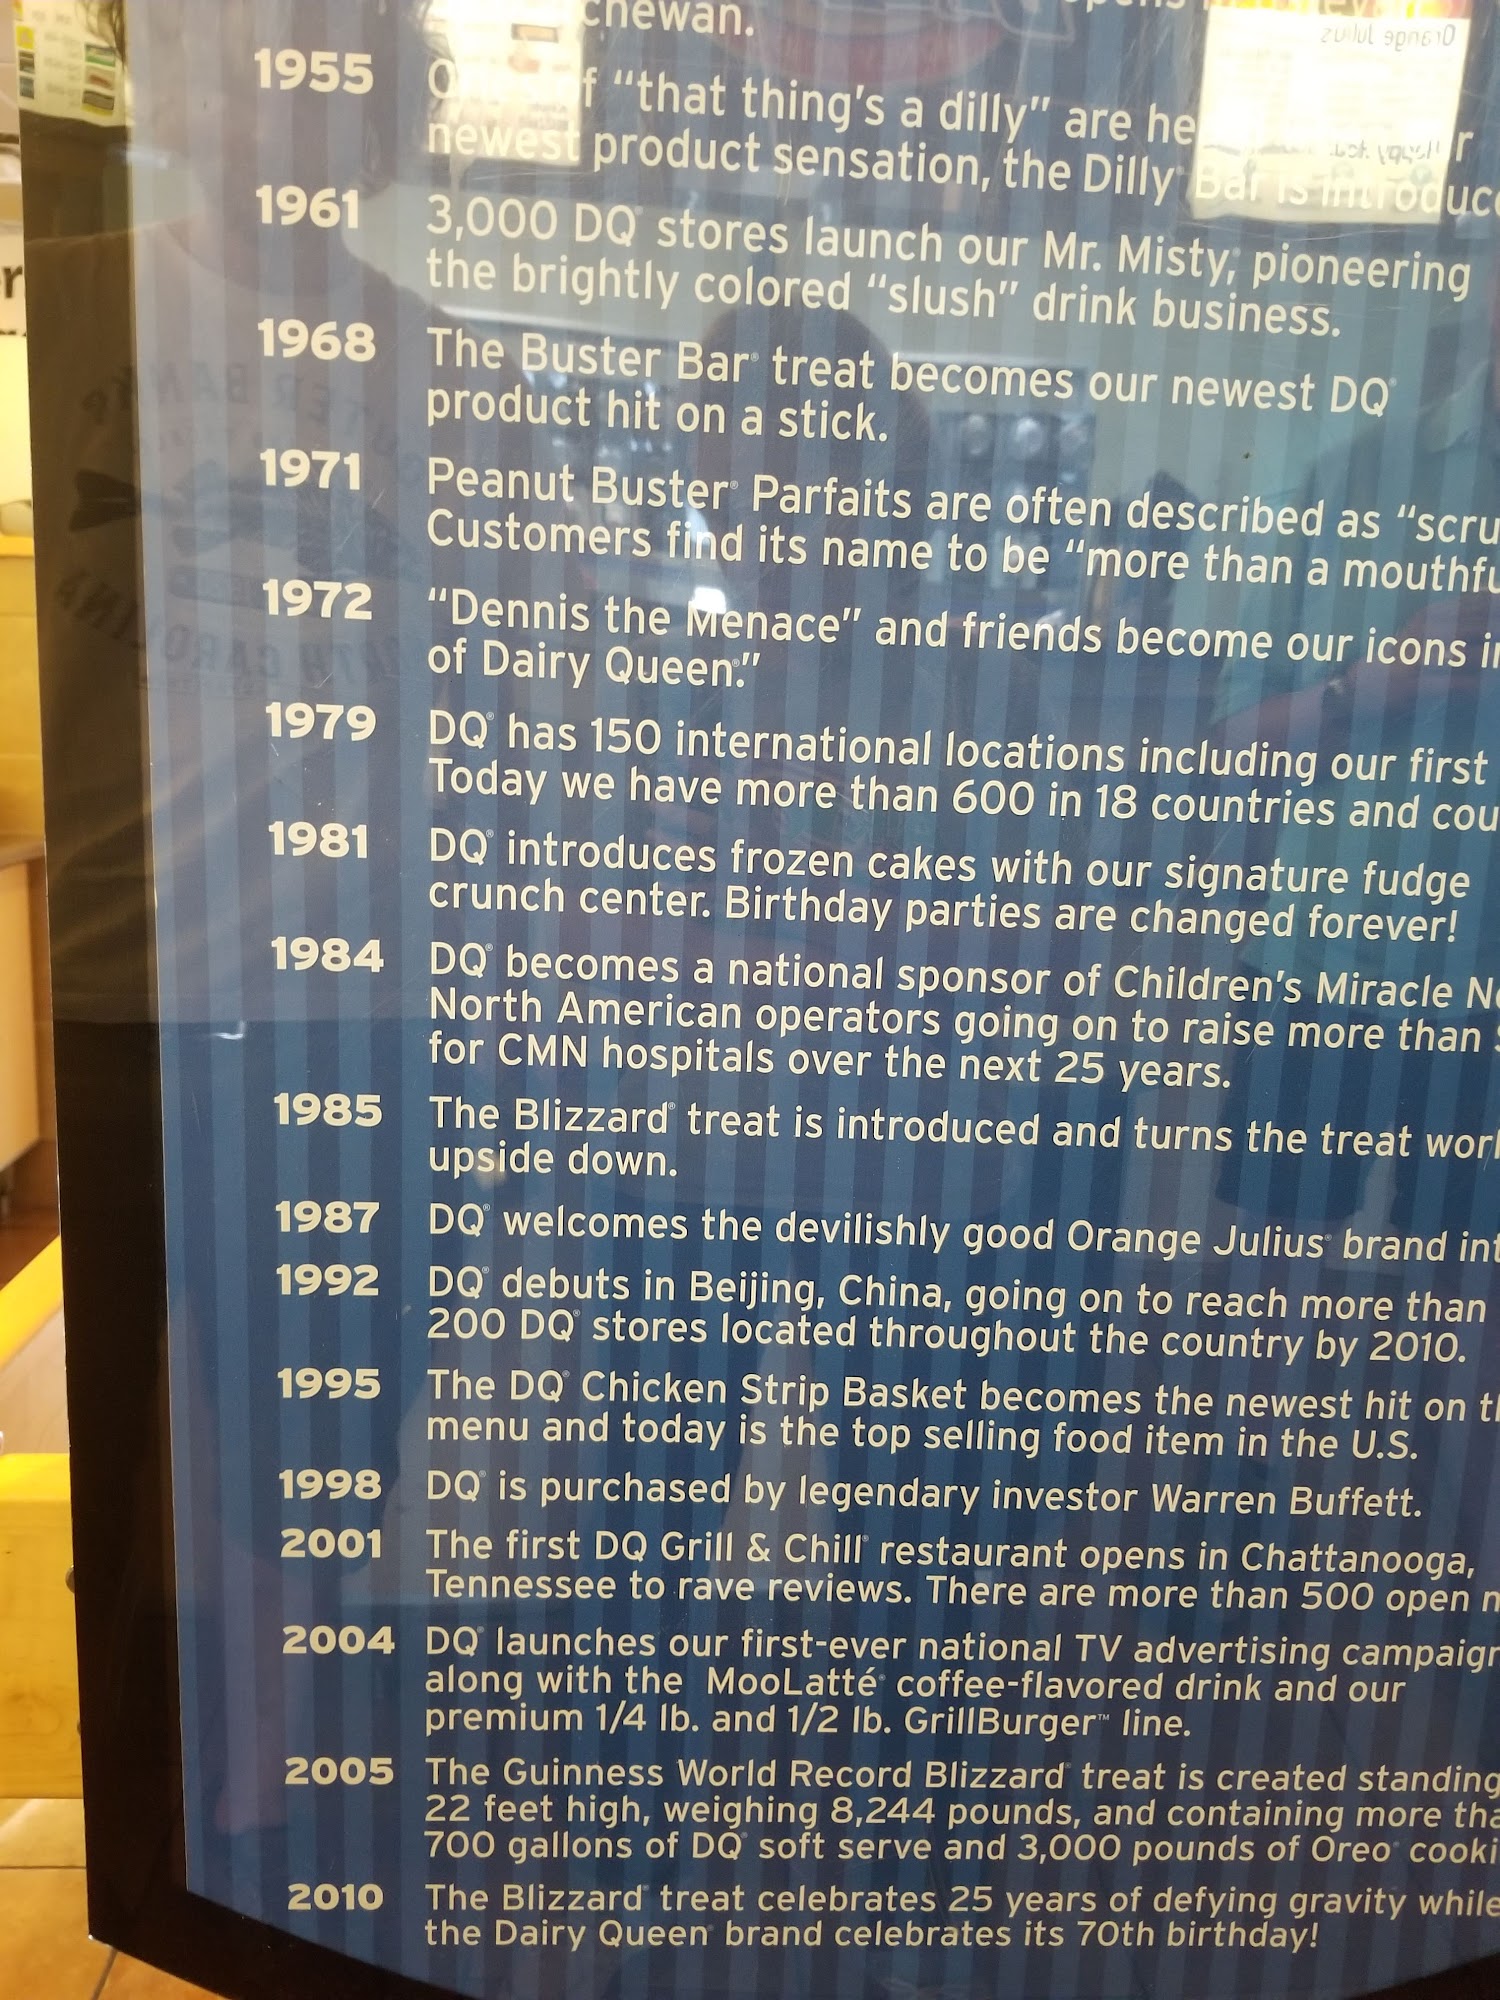 chewan.
Orange Julius
1955 "that thing's a dilly" are
newest product sensation, the Dilly® Bar is
1961 3,000 DQ® stores launch our Mr. Misty,® pioneering
the brightly colored "slush" drink business.
1968 The Buster Bar® treat becomes our newest DQ®
product hit on a stick.
1971 Peanut Buster® Parfaits are often described as "scru
Customers find its name to be "more than a mouthfu
1972 "Dennis the Menace" and friends become our icons in
of Dairy Queen®."
1979 DQ® has 150 international locations including our first
Today we have more than 600 in 18 countries and cou
1981 DQ® introduces frozen cakes with our signature fudge
crunch center. Birthday parties are changed forever!
1984 DQ® becomes a national sponsor of Children's Miracle Ne
North American operators going on to raise more than $
for CMN hospitals over the next 25 years.
1985 The Blizzard® treat is introduced and turns the treat worl
upside down.
1987 DQ® welcomes the devilishly good Orange Julius® brand int
1992 DQ® debuts in Beijing, China, going on to reach more than
200 DQ® stores located throughout the country by 2010.
1995 The DQ® Chicken Strip Basket becomes the newest hit on th
menu and today is the top selling food item in the U.S.
1998 DQ® is purchased by legendary investor Warren Buffett.
2001 The first DQ Grill & Chill® restaurant opens in Chattanooga,
Tennessee to rave reviews. There are more than 500 open n
2004 DQ® launches our first-ever national TV advertising campaign
along with the MooLatté® coffee-flavored drink and our
premium 1/4 lb. and 1/2 lb. GrillBurger™ line.
2005 The Guinness World Record Blizzard® treat is created standing
22 feet high, weighing 8,244 pounds, and containing more tha
700 gallons of DQ® soft serve and 3,000 pounds of Oreo® cooki
2010 The Blizzard® treat celebrates 25 years of defying gravity while
the Dairy Queen® brand celebrates its 70th birthday!